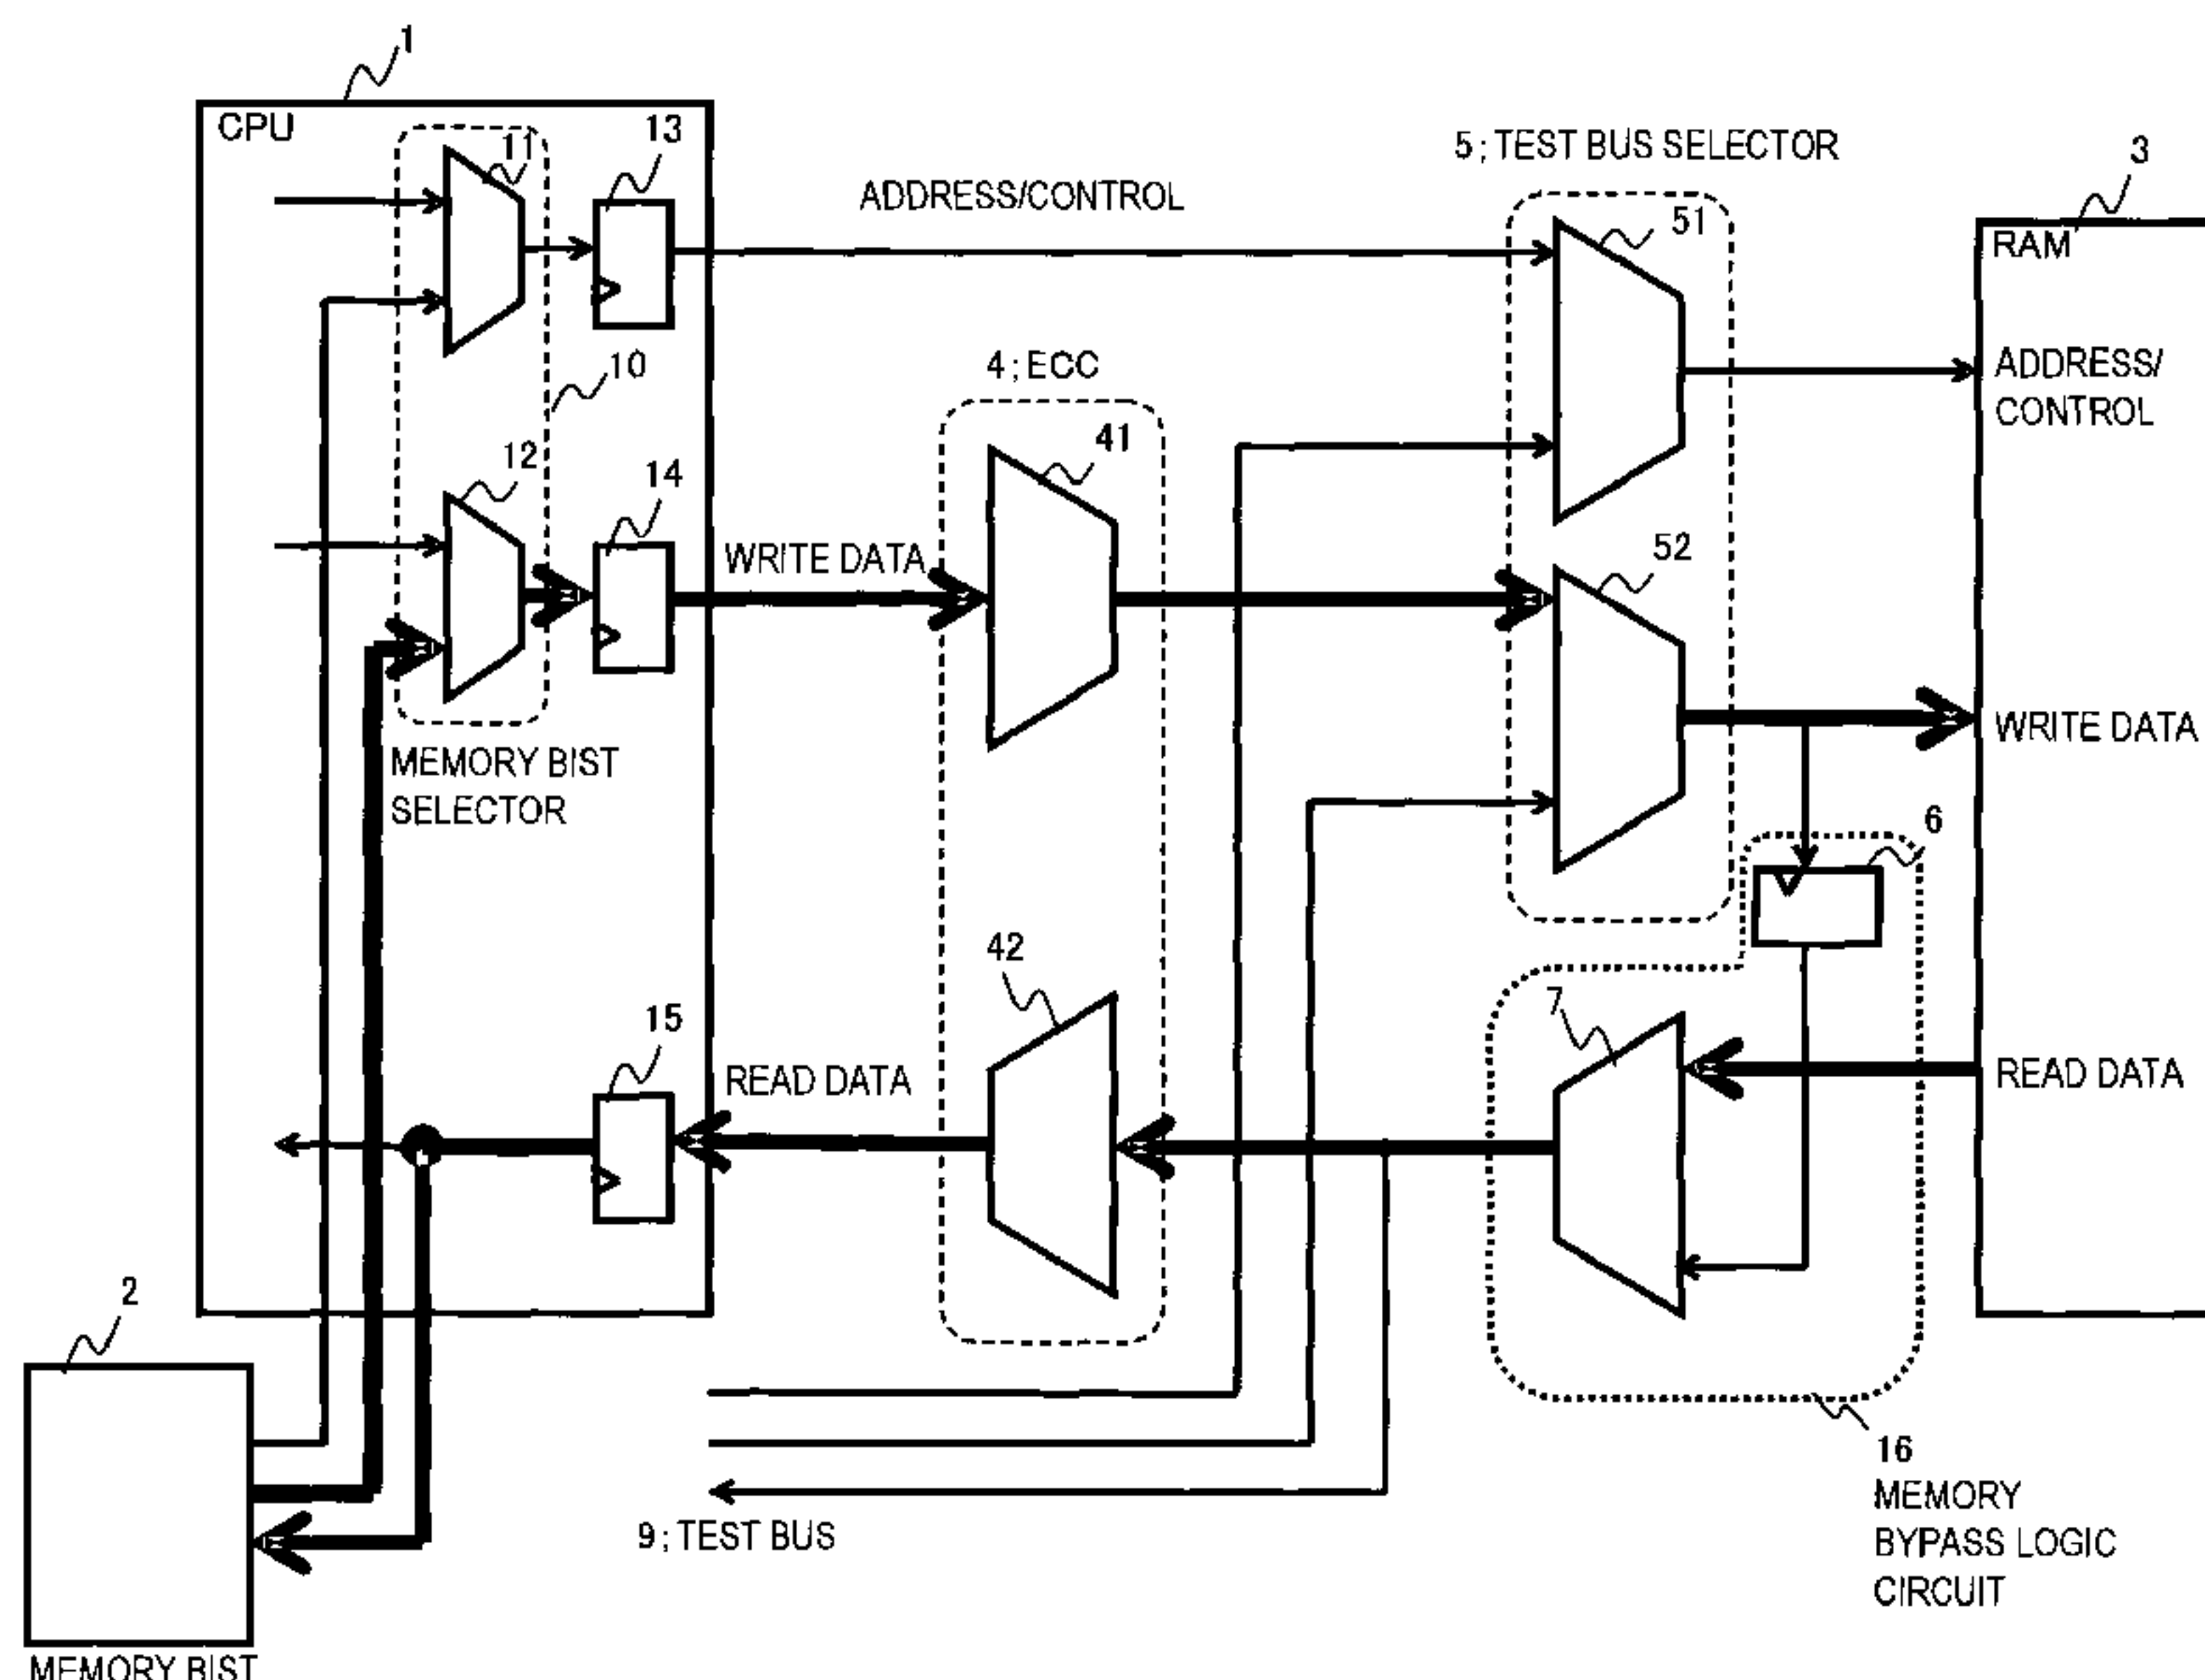 1
CPU
11
13
5;TEST BUS SELECTOR
3
ADDRESS/CONTROL
51
RAM
10
4;ECC
ADDRESS/
CONTROL
41
12
14
WRITE DATA
52
WRITE DATA
MEMORY BIST
SELECTOR
6
42
7
15
READ DATA
READ DATA
2
16
MEMORY
BYPASS LOGIC
CIRCUIT
9;TEST BUS
MEMORY BIST